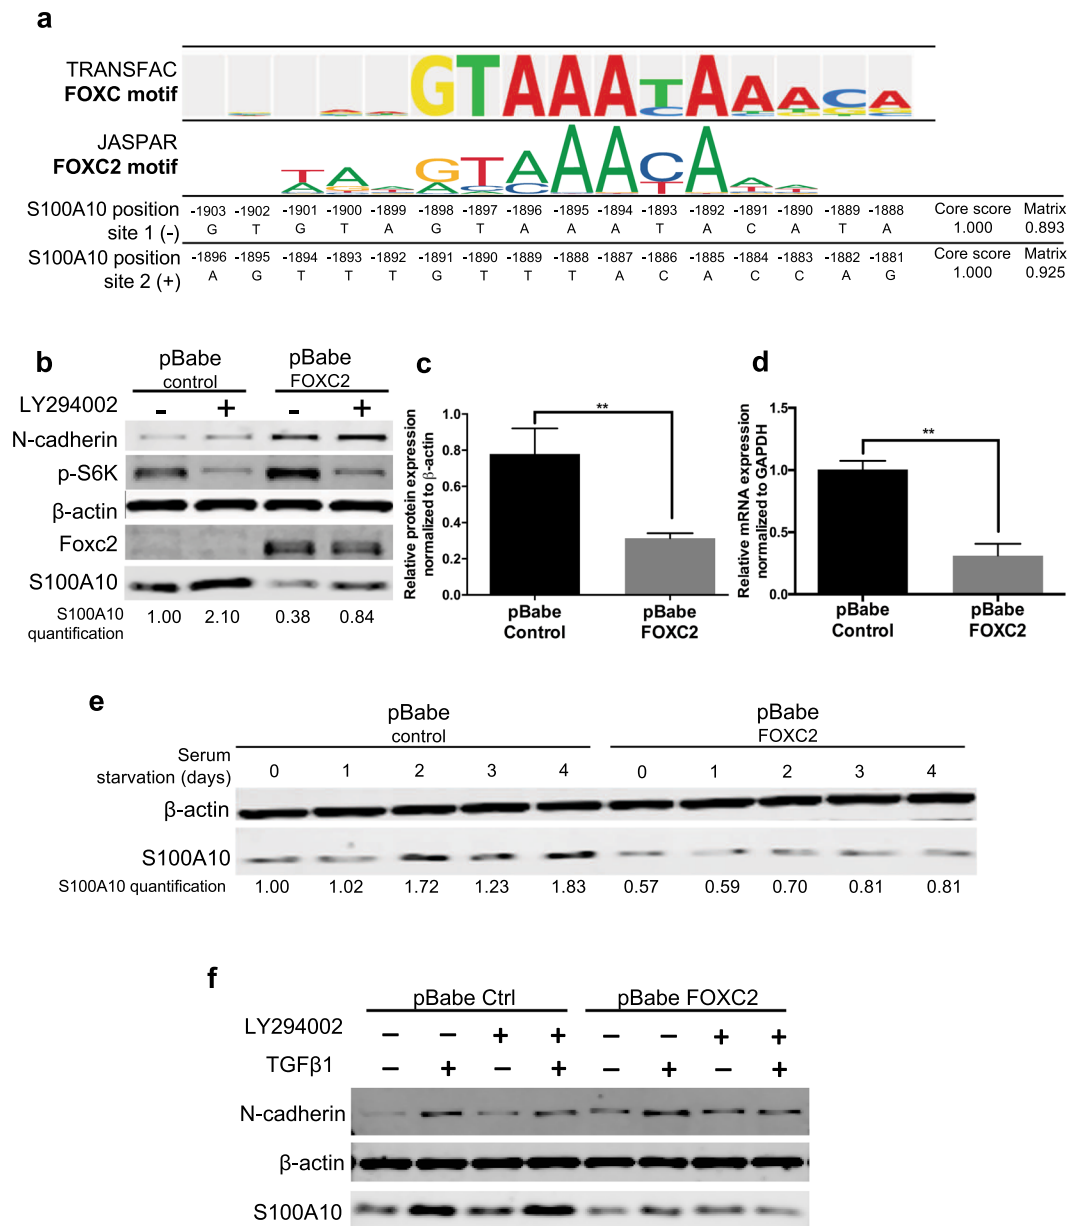 a
TRANSFAC
FOXC motif
GTAAATAAACA
C
JASPAR
FOXC2 motif
TA GTAAACA
S100A10 position -1903 -1902 -1901 -1900 -1899 -1898 -1897 -1896 -1895 -1894 -1893 -1892 -1891 -1890 -1889 -1888 Core score Matrix
site 1 (-) G T G T A G T A A A T A C A T A 1.000 0.893
S100A10 position -1896 -1895 -1894 -1893 -1892 -1891 -1890 -1889 -1888 -1887 -1886 -1885 -1884 -1883 -1882 -1881 Core score Matrix
site 2 (+) A G T T T G T T T A C A C C A G 1.000 0.925
b
pBabe control pBabe FOXC2
LY294002 - + - +
N-cadherin
p-S6K
β-actin
Foxc2
S100A10
S100A10 quantification 1.00 2.10 0.38 0.84
c
Relative protein expression
normalized to β-actin
1.0
0.8
0.6
0.4
0.2
0.0
**
pBabe Control pBabe FOXC2
d
Relative mRNA expression
normalized to GAPDH
1.5
1.0
0.5
0.0
**
pBabe Control pBabe FOXC2
e
pBabe control pBabe FOXC2
Serum
starvation (days) 0 1 2 3 4 0 1 2 3 4
β-actin
S100A10
S100A10 quantification 1.00 1.02 1.72 1.23 1.83 0.57 0.59 0.70 0.81 0.81
f
pBabe Ctrl pBabe FOXC2
LY294002 − − + + − − + +
TGFβ1 − + − + − + − +
N-cadherin
β-actin
S100A10